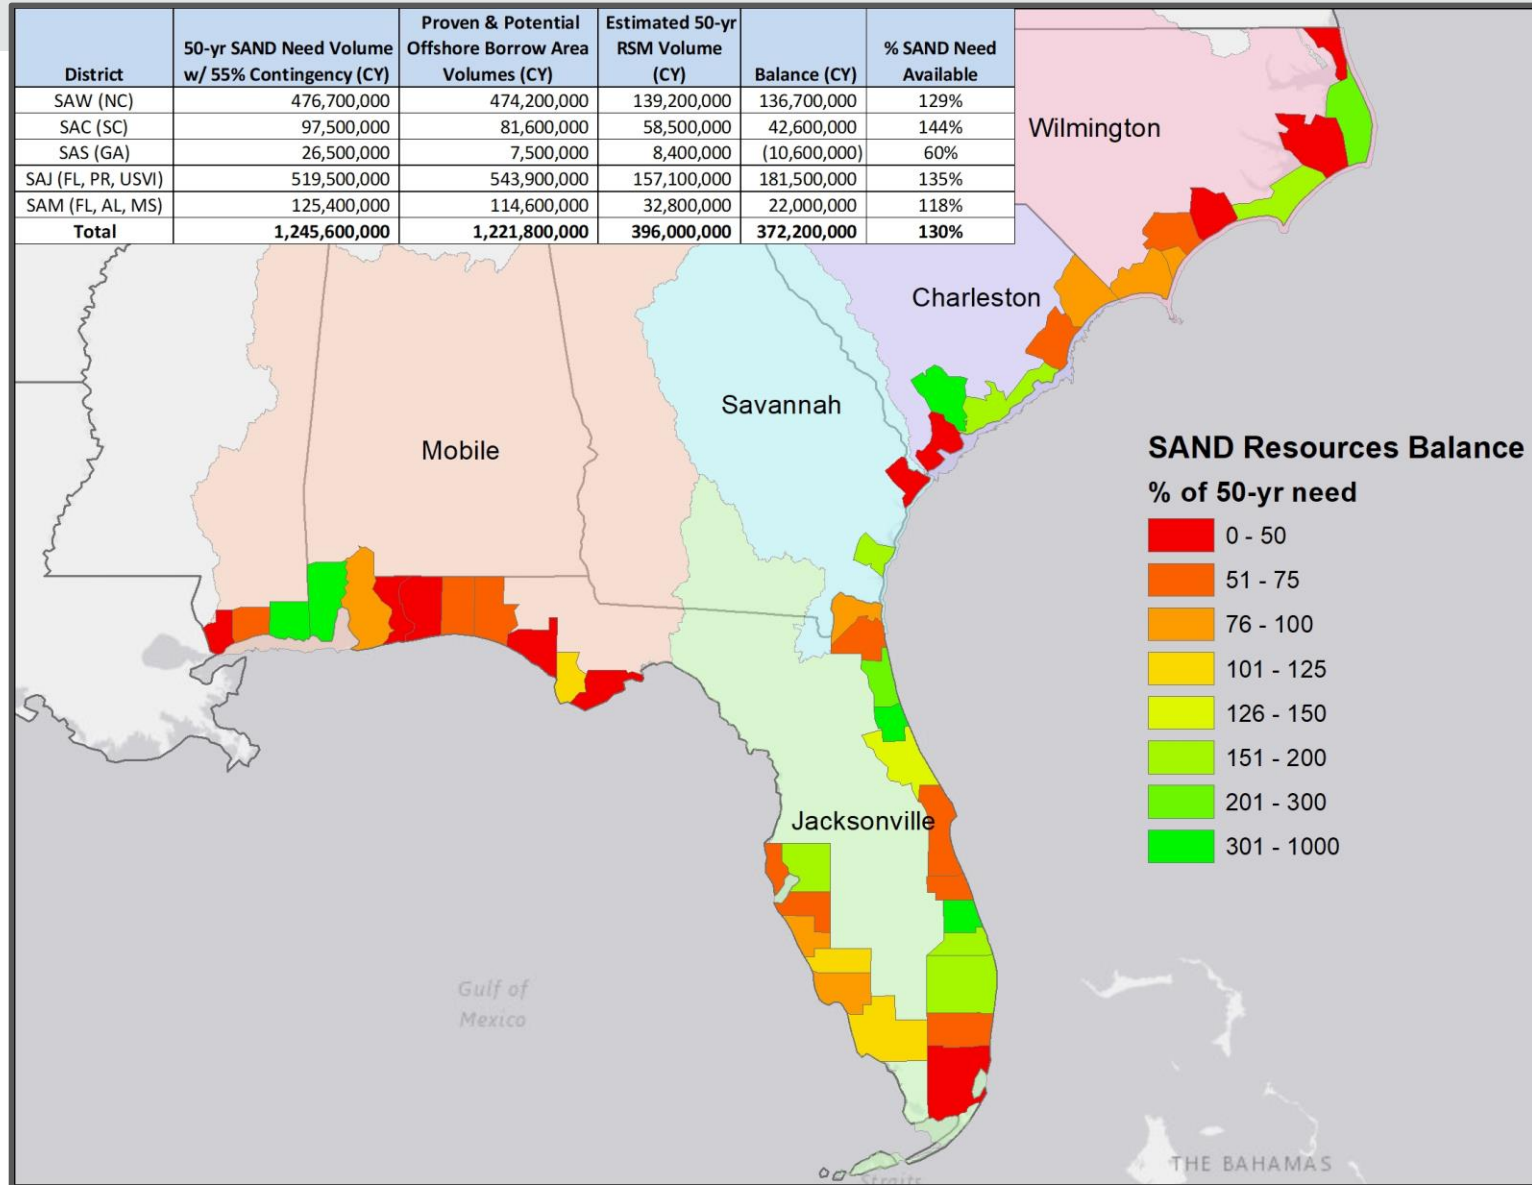 District	50-yr SAND Need Volume w/ 55% Contingency (CY)	Proven & Potential Offshore Borrow Area Volumes (CY)	Estimated 50-yr RSM Volume (CY)	Balance (CY)	% SAND Need Available
SAW (NC)	476,700,000	474,200,000	139,200,000	136,700,000	129%
SAC (SC)	97,500,000	81,600,000	58,500,000	42,600,000	144%
SAS (GA)	26,500,000	7,500,000	8,400,000	(10,600,000)	60%
SAJ (FL, PR, USVI)	519,500,000	543,900,000	157,100,000	181,500,000	135%
SAM (FL, AL, MS)	125,400,000	114,600,000	32,800,000	22,000,000	118%
Total	1,245,600,000	1,221,800,000	396,000,000	372,200,000	130%
Wilmington
Charleston
Savannah
Mobile
Jacksonville
SAND Resources Balance
% of 50-yr need
0 - 50
51 - 75
76 - 100
101 - 125
126 - 150
151 - 200
201 - 300
301 - 1000
Gulf of
Mexico
THE BAHAMAS
Straits